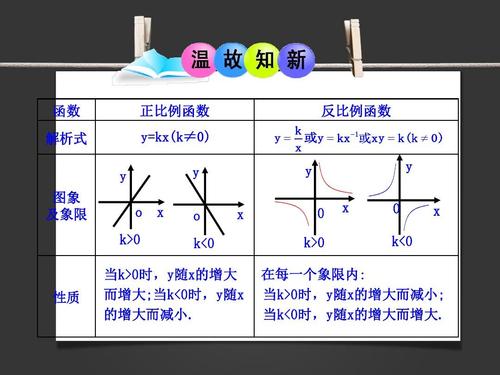 温故知新
函数 正比例函数 反比例函数
解析式 y=kx(k≠0) y=k/x或y=kx⁻¹或xy=k(k≠0)
图象
及象限
y
o
x
k>0
y
o
x
k<0
y
0
x
k>0
y
0
x
k<0
性质
当k>0时，y随x的增大
而增大;当k<0时，y随x
的增大而减小.
在每一个象限内:
当k>0时，y随x的增大而减小;
当k<0时，y随x的增大而增大.